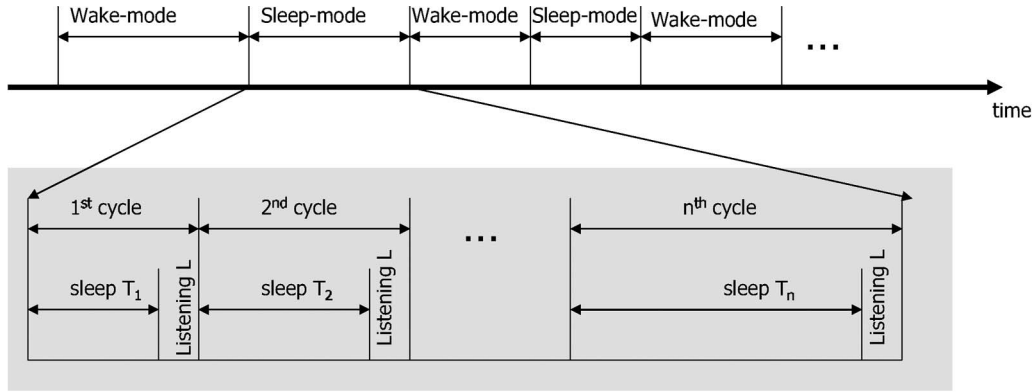 Wake-mode Sleep-mode Wake-mode Sleep-mode Wake-mode
...
time
1st cycle 2nd cycle nth cycle
...
sleep T1 Listening L sleep T2 Listening L sleep Tn Listening L